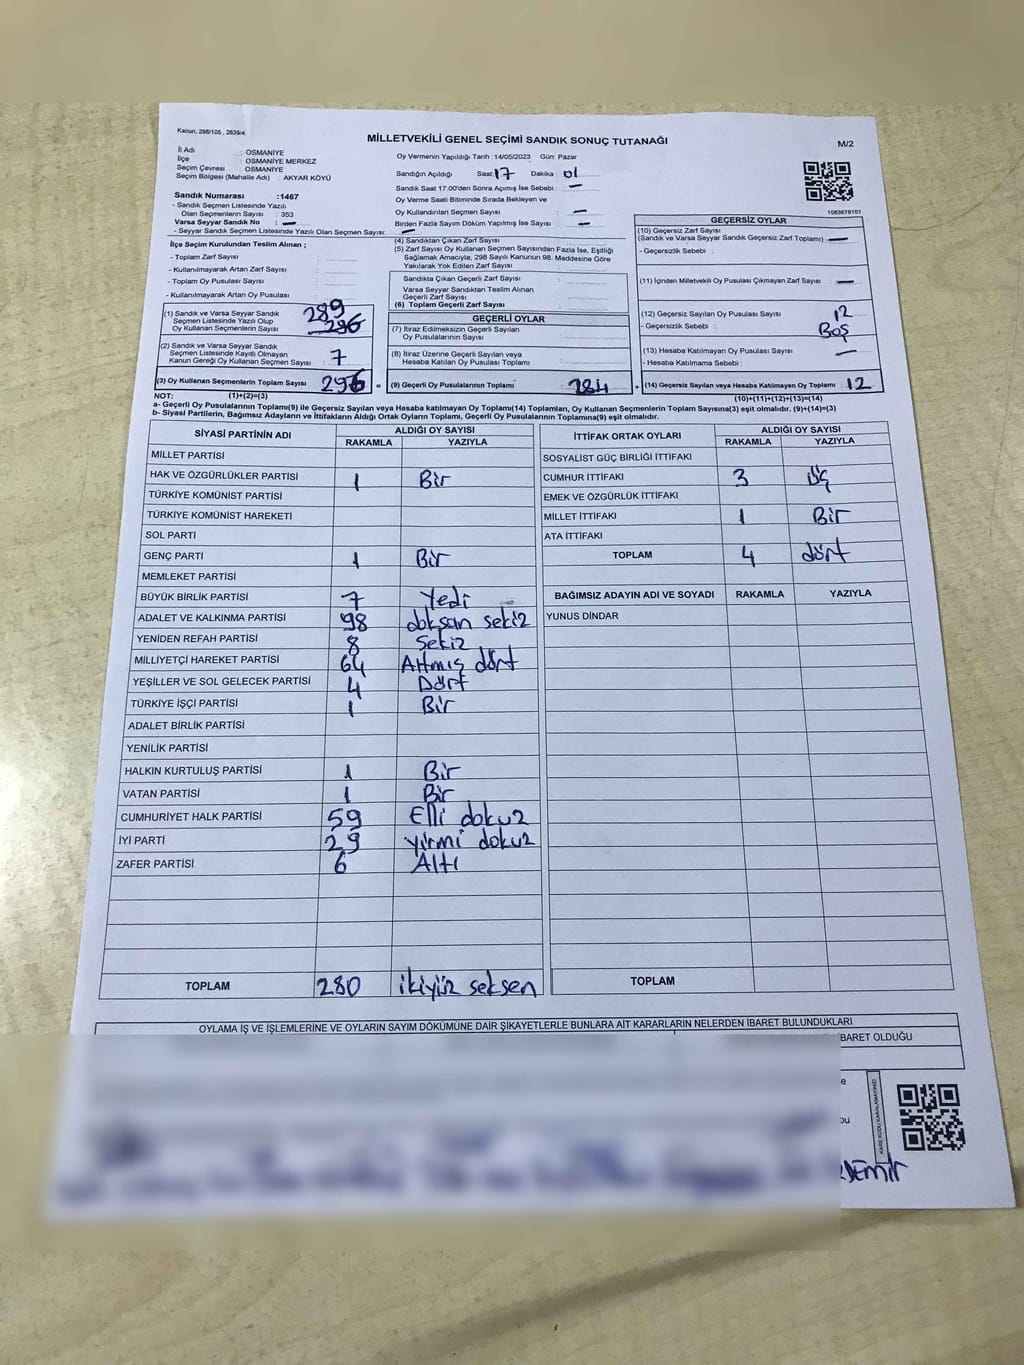 Kanun: 298/105 , 2839/4
MİLLETVEKİLİ GENEL SEÇİMİ SANDIK SONUÇ TUTANAĞI
M/2
İl Adı : OSMANİYE
İlçe : OSMANİYE MERKEZ
Seçim Çevresi : OSMANİYE
Seçim Bölgesi (Mahalle Adı) : AKYAR KÖYÜ
Sandık Numarası :1467
- Sandık Seçmen Listesinde Yazılı
Olan Seçmenlerin Sayısı : 353
Varsa Seyyar Sandık No : —
- Seyyar Sandık Seçmen Listesinde Yazılı Olan Seçmen Sayısı: —
İlçe Seçim Kurulundan Teslim Alınan ;
- Toplam Zarf Sayısı :
- Kullanılmayarak Artan Zarf Sayısı :
- Toplam Oy Pusulası Sayısı :
- Kullanılmayarak Artan Oy Pusulası :
(1) Sandık ve Varsa Seyyar Sandık
Seçmen Listesinde Yazılı Olup
Oy Kullanan Seçmenlerin Sayısı : 289 296
(2) Sandık ve Varsa Seyyar Sandık
Seçmen Listesinde Kayıtlı Olmayan
Kanun Gereği Oy Kullanan Seçmen Sayısı : 7
(3) Oy Kullanan Seçmenlerin Toplam Sayısı 296 =
Oy Vermenin Yapıldığı Tarih :14/05/2023 Gün: Pazar
Sandığın Açıldığı Saat: 17 Dakika : 01
Sandık Saat 17:00'den Sonra Açımış İse Sebebi : —
Oy Verme Saati Bitiminde Sırada Bekleyen ve
Oy Kullandırılan Seçmen Sayısı : —
Birden Fazla Sayım Döküm Yapılmış İse Sayısı : —
(4) Sandıktan Çıkan Zarf Sayısı :
(5) Zarf Sayısı Oy Kullanan Seçmen Sayısından Fazla İse, Eşitliği
Sağlamak Amacıyla, 298 Sayılı Kanunun 98. Maddesine Göre
Yakılarak Yok Edilen Zarf Sayısı :
Sandıkta Çıkan Geçerli Zarf Sayısı :
Varsa Seyyar Sandıktan Teslim Alınan
Geçerli Zarf Sayısı :
(6) Toplam Geçerli Zarf Sayısı :
GEÇERLİ OYLAR
(7) İtiraz Edilmeksizin Geçerli Sayılan
Oy Pusulalarının Sayısı :
(8) İtiraz Üzerine Geçerli Sayılan veya
Hesaba Katılan Oy Pusulası Toplamı :
(9) Geçerli Oy Pusulalarının Toplamı : 284 +
1083678101
GEÇERSİZ OYLAR
(10) Geçersiz Zarf Sayısı
(Sandık ve Varsa Seyyar Sandık Geçersiz Zarf Toplamı) : —
- Geçersizlik Sebebi :
(11) İçinden Milletvekili Oy Pusulası Çıkmayan Zarf Sayısı : —
(12) Geçersiz Sayılan Oy Pusulası Sayısı : 12
- Geçersizlik Sebebi : Boş
(13) Hesaba Katılmayan Oy Pusulası Sayısı : —
- Hesaba Katılmama Sebebi :
(14) Geçersiz Sayılan veya Hesaba Katılmayan Oy Toplamı : 12
NOT: (1)+(2)=(3) (10)+(11)+(12)+(13)=(14)
a- Geçerli Oy Pusulalarının Toplamı(9) ile Geçersiz Sayılan veya Hesaba katılmayan Oy Toplamı(14) Toplamları, Oy Kullanan Seçmenlerin Toplam Sayısına(3) eşit olmalıdır. (9)+(14)=(3)
b- Siyasi Partilerin, Bağımsız Adayların ve İttifakların Aldığı Ortak Oyların Toplamı, Geçerli Oy Pusulalarının Toplamına(9) eşit olmalıdır.
SİYASİ PARTİNİN ADI ALDIĞI OY SAYISI
RAKAMLA YAZIYLA
MİLLET PARTİSİ
HAK VE ÖZGÜRLÜKLER PARTİSİ 1 Bir
TÜRKİYE KOMÜNİST PARTİSİ
TÜRKİYE KOMÜNİST HAREKETİ
SOL PARTİ
GENÇ PARTİ 1 Bir
MEMLEKET PARTİSİ
BÜYÜK BİRLİK PARTİSİ 7 Yedi
ADALET VE KALKINMA PARTİSİ 98 doksan sekiz
YENİDEN REFAH PARTİSİ 8 Sekiz
MİLLİYETÇİ HAREKET PARTİSİ 64 Altmış dört
YEŞİLLER VE SOL GELECEK PARTİSİ 4 Dört
TÜRKİYE İŞÇİ PARTİSİ 1 Bir
ADALET BİRLİK PARTİSİ
YENİLİK PARTİSİ
HALKIN KURTULUŞ PARTİSİ 1 Bir
VATAN PARTİSİ 1 Bir
CUMHURİYET HALK PARTİSİ 59 Elli dokuz
İYİ PARTİ 29 yirmi dokuz
ZAFER PARTİSİ 6 Altı
TOPLAM 280 ikiyüz seksen
İTTİFAK ORTAK OYLARI ALDIĞI OY SAYISI
RAKAMLA YAZIYLA
SOSYALİST GÜÇ BİRLİĞİ İTTİFAKI
CUMHUR İTTİFAKI 3 üç
EMEK VE ÖZGÜRLÜK İTTİFAKI
MİLLET İTTİFAKI 1 Bir
ATA İTTİFAKI
TOPLAM 4 dört
BAĞIMSIZ ADAYIN ADI VE SOYADI RAKAMLA YAZIYLA
YUNUS DİNDAR
TOPLAM
OYLAMA İŞ VE İŞLEMLERİNE VE OYLARIN SAYIM DÖKÜMÜNE DAİR ŞİKAYETLERLE BUNLARA AİT KARARLARIN NELERDEN İBARET BULUNDUKLARI
İBARET OLDUĞU
KARE KODU KARALAMAYINIZ!